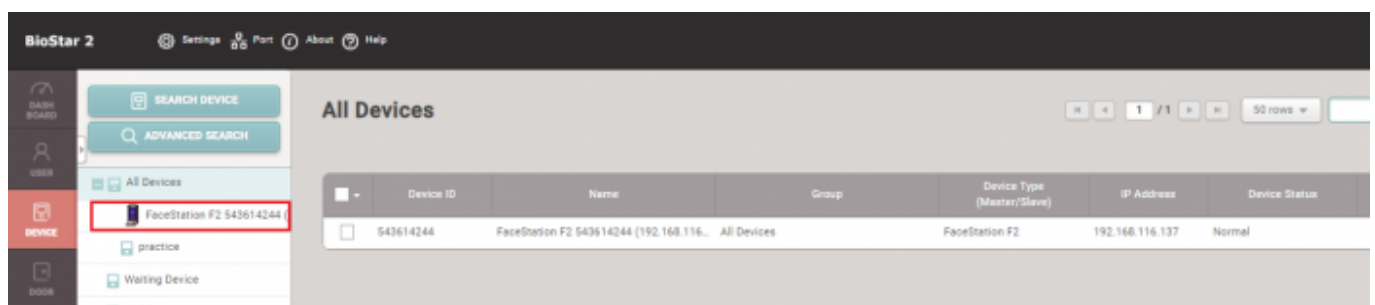 BioStar 2
Settings Port About Help
DASH
BOARD
USER
DEVICE
DOOR
SEARCH DEVICE
ADVANCED SEARCH
All Devices
FaceStation F2 543614244 (
practice
Waiting Device
All Devices
1 / 1
50 rows
Device ID Name Group Device Type
(Master/Slave) IP Address Device Status
543614244 FaceStation F2 543614244 (192.168.116... All Devices FaceStation F2 192.168.116.137 Normal